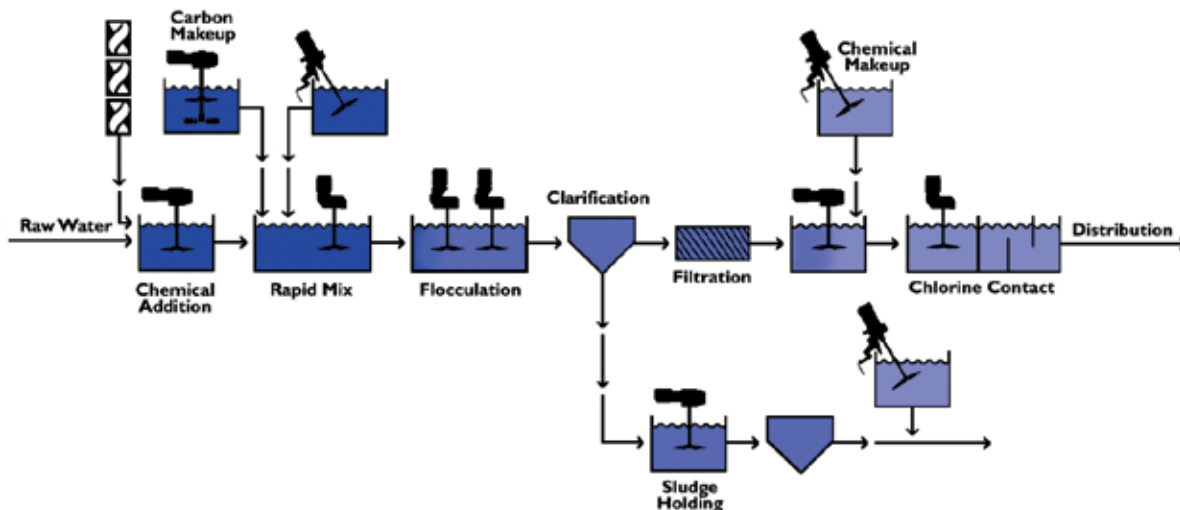 Carbon
Makeup
Chemical
Makeup
Raw Water
Clarification
Distribution
Chemical
Addition
Rapid Mix
Flocculation
Filtration
Chlorine Contact
Sludge
Holding